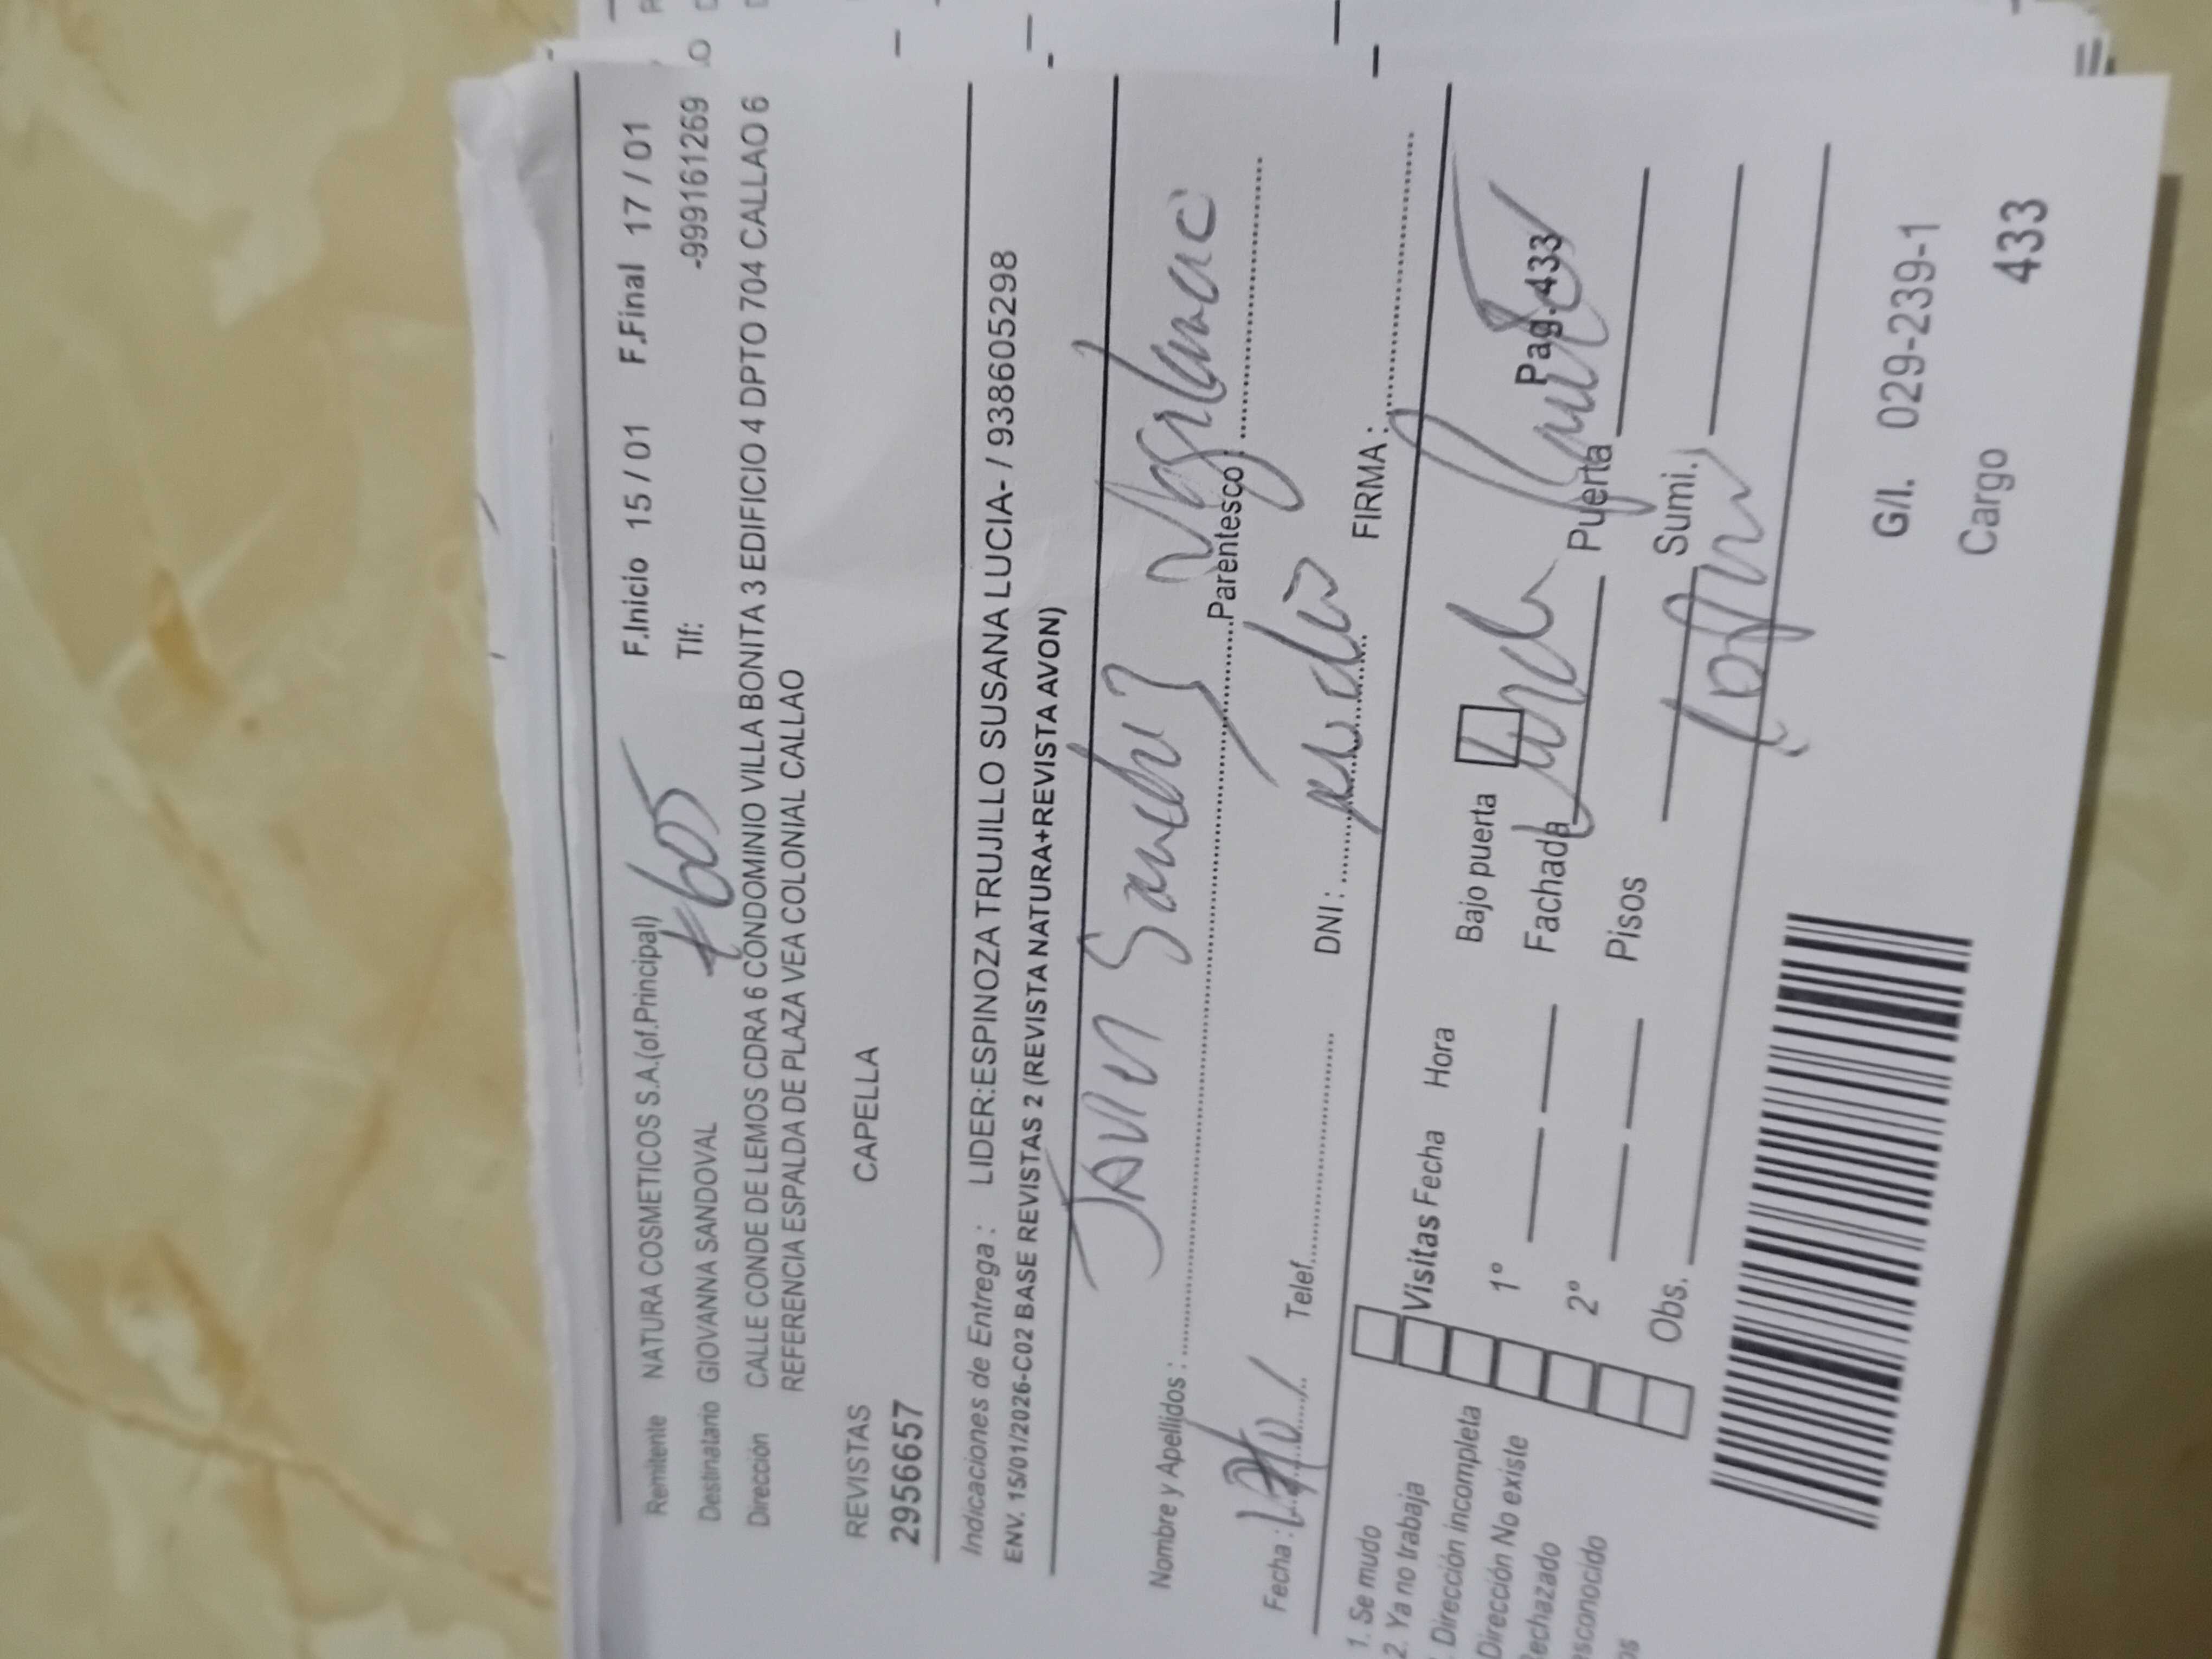 F.Inicio 15 / 01 F.Final 17 / 01
Remitente NATURA COSMETICOS S.A.(of.Principal)
Tlf: -999161269
Destinatario GIOVANNA SANDOVAL
Dirección CALLE CONDE DE LEMOS CDRA 6 CONDOMINIO VILLA BONITA 3 EDIFICIO 4 DPTO 704 CALLAO 6
REFERENCIA ESPALDA DE PLAZA VEA COLONIAL CALLAO
REVISTAS CAPELLA
2956657
Indicaciones de Entrega : LIDER:ESPINOZA TRUJILLO SUSANA LUCIA- / 938605298
ENV. 15/01/2026-C02 BASE REVISTAS 2 (REVISTA NATURA+REVISTA AVON)
Javier Sanchez
Nombre y Apellidos : Parentesco :
Fecha : Telef. DNI: FIRMA :
1. Se mudo
2. Ya no trabaja
Dirección incompleta
Dirección No existe
Visitas Fecha Hora
Bajo puerta
1° Fachada Puerta
Pag-433
2° Pisos Sumi.
Obs.
G/I. 029-239-1
Cargo 433